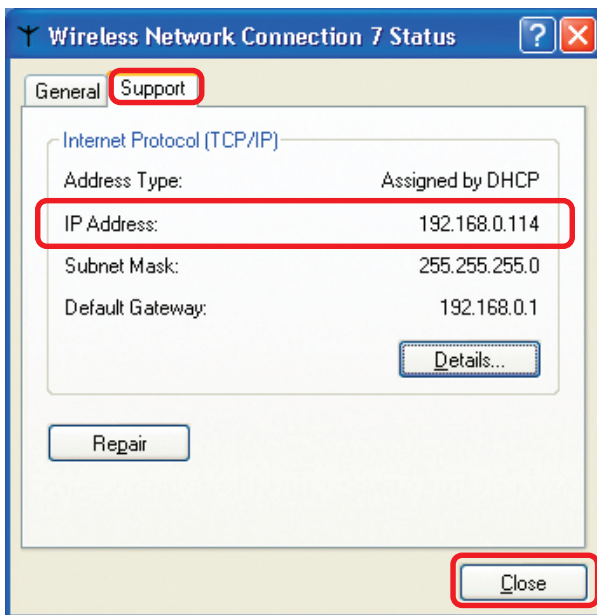 Wireless Network Connection 7 Status
General Support
Internet Protocol (TCP/IP)
Address Type: Assigned by DHCP
IP Address: 192.168.0.114
Subnet Mask: 255.255.255.0
Default Gateway: 192.168.0.1
Details...
Repair
Close